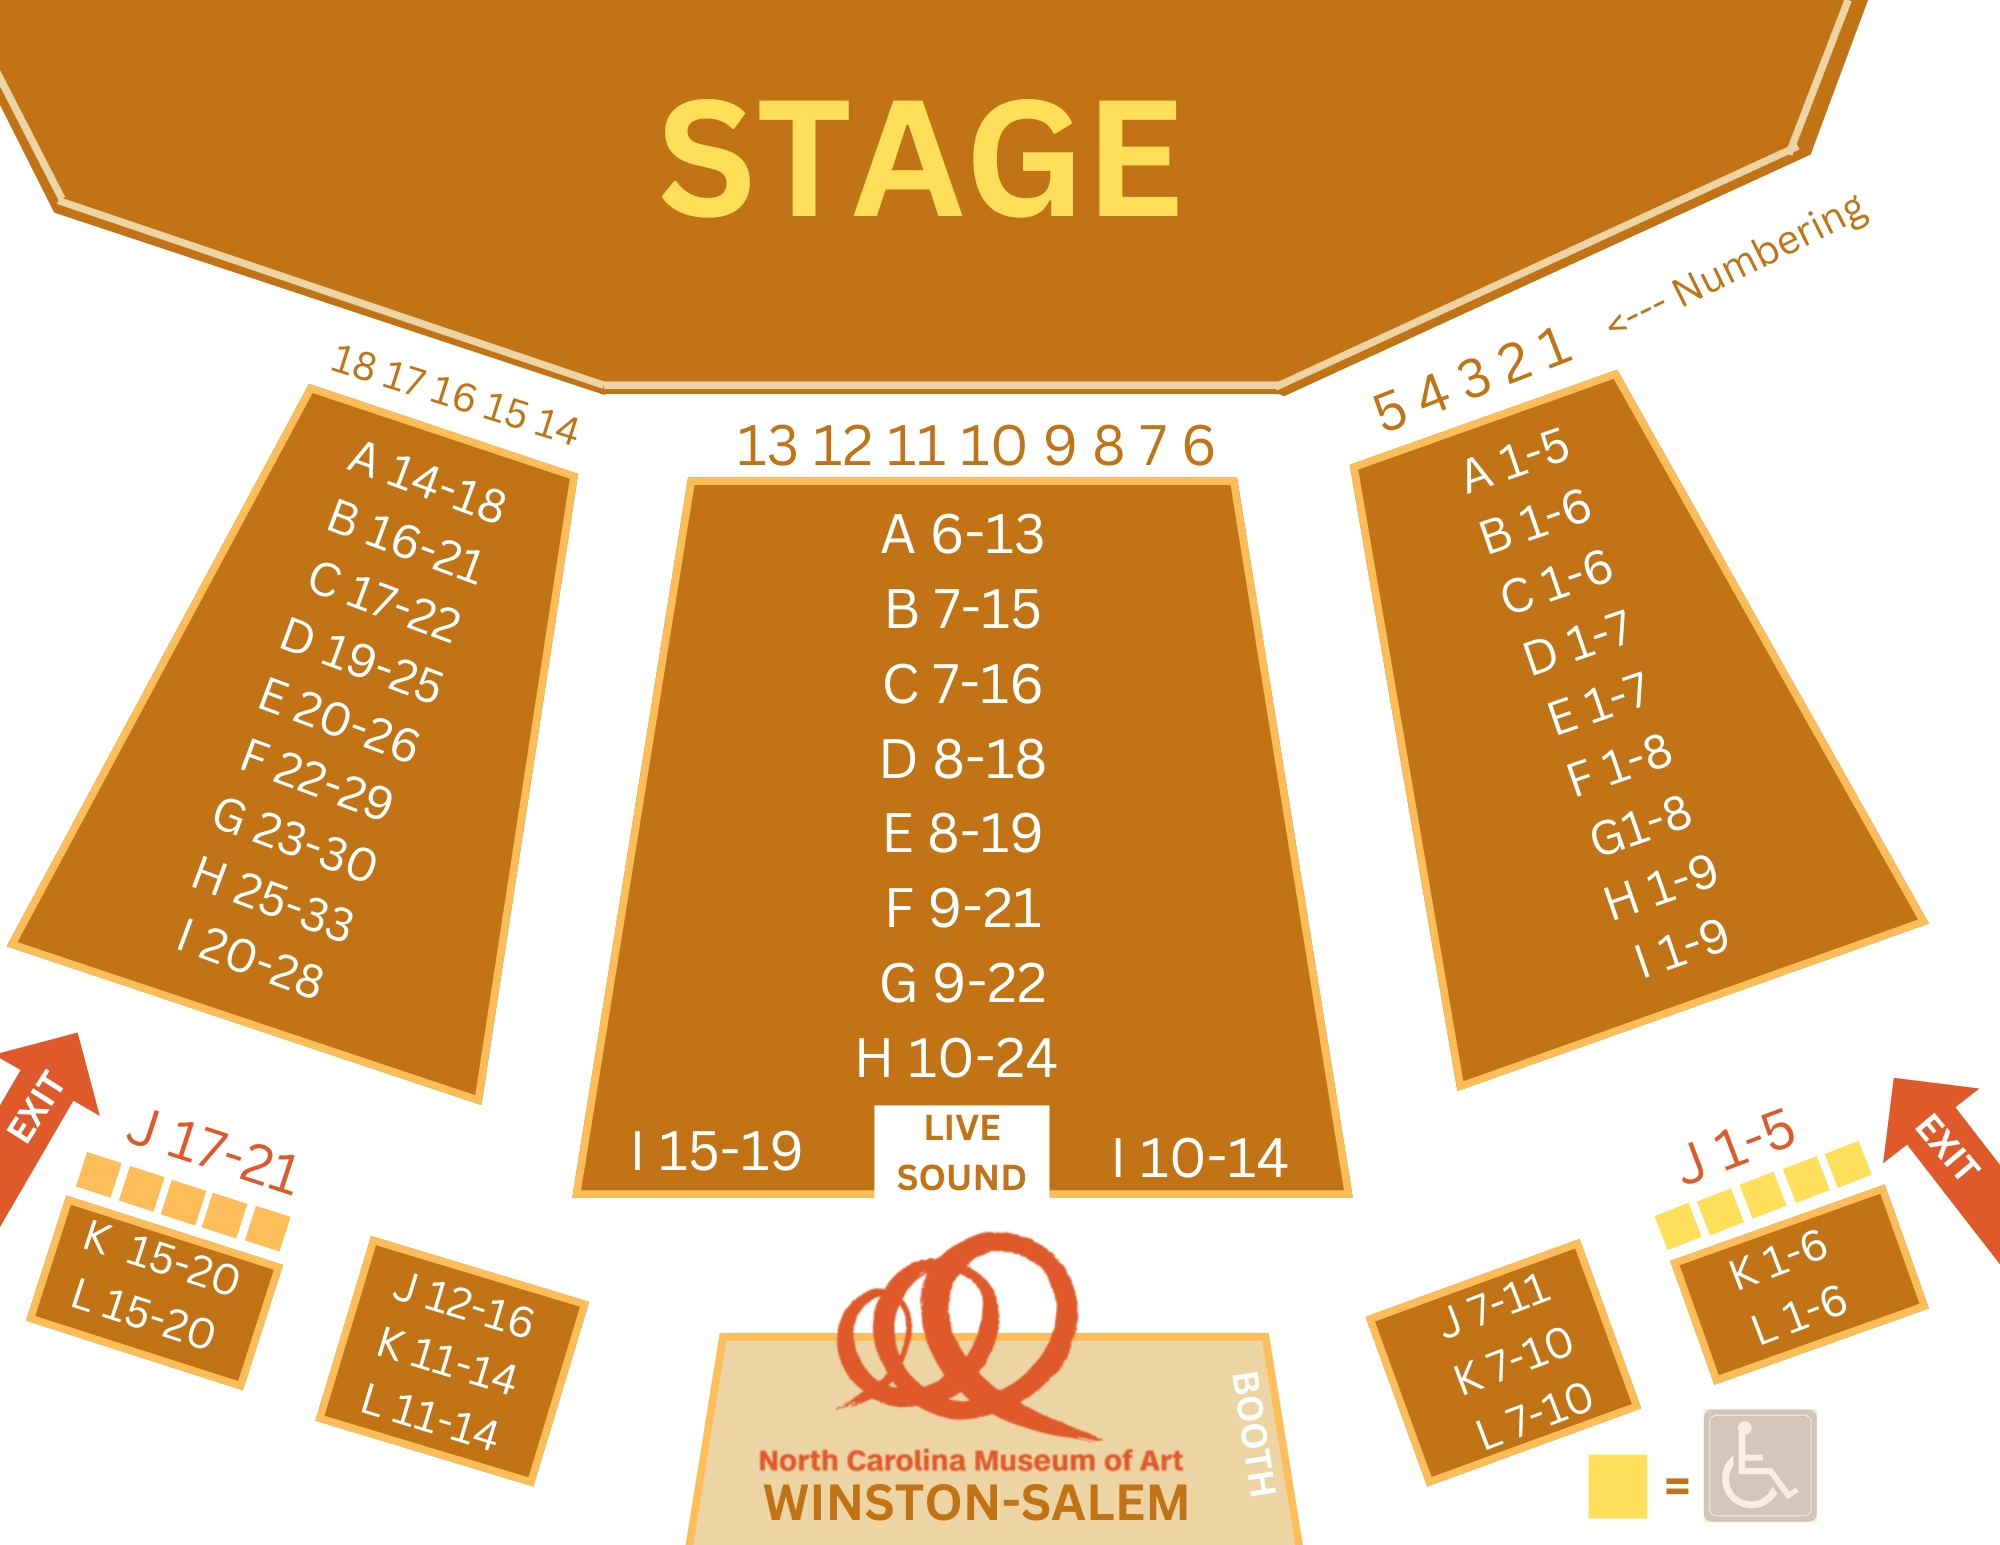 STAGE
<--- Numbering
18 17 16 15 14
13 12 11 10 9 8 7 6
5 4 3 2 1
A 14-18
B 16-21
C 17-22
D 19-25
E 20-26
F 22-29
G 23-30
H 25-33
I 20-28
A 6-13
B 7-15
C 7-16
D 8-18
E 8-19
F 9-21
G 9-22
H 10-24
I 15-19
LIVE
SOUND
I 10-14
A 1-5
B 1-6
C 1-6
D 1-7
E 1-7
F 1-8
G1-8
H 1-9
I 1-9
EXIT
J 17-21
K 15-20
L 15-20
J 12-16
K 11-14
L 11-14
North Carolina Museum of Art
WINSTON-SALEM
BOOTH
J 7-11
K 7-10
L 7-10
J 1-5
K 1-6
L 1-6
EXIT
=